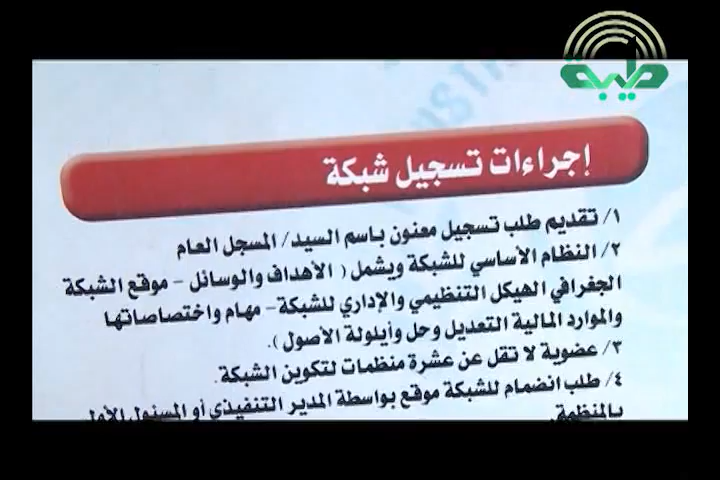 طيبة
إجراءات تسجيل شبكة
١/ تقديم طلب تسجيل معنون باسم السيد/ المسجل العام
٢/ النظام الأساسي للشبكة ويشمل ( الأهداف والوسائل - موقع الشبكة
الجغرافي الهيكل التنظيمي والإداري للشبكة- مهام واختصاصاتها
والموارد المالية التعديل وحل وأيلولة الأصول ).
٣/ عضوية لا تقل عن عشرة منظمات لتكوين الشبكة.
٤/ طلب انضمام للشبكة موقع بواسطة المدير التنفيذي أو المسئول الأول
بالمنظمة.